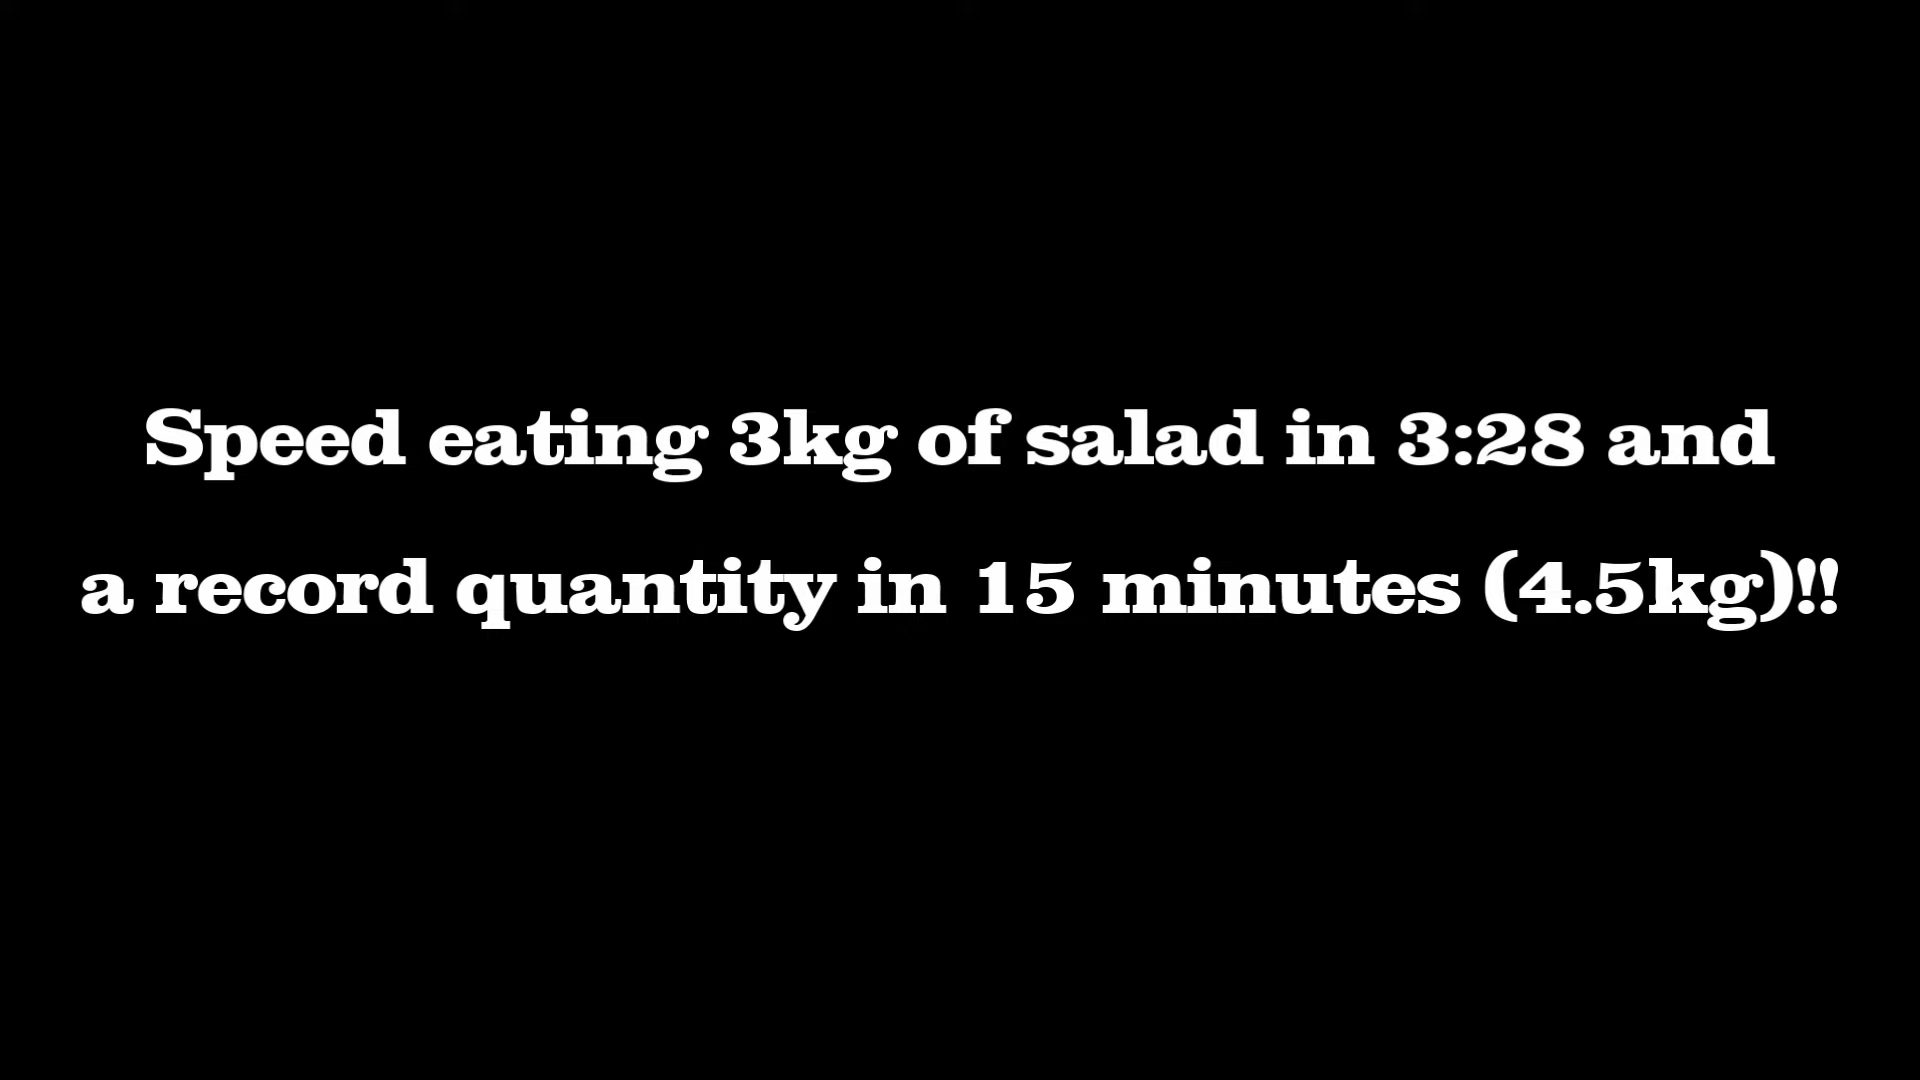 Speed eating 3kg of salad in 3:28 and
a record quantity in 15 minutes (4.5kg)!!